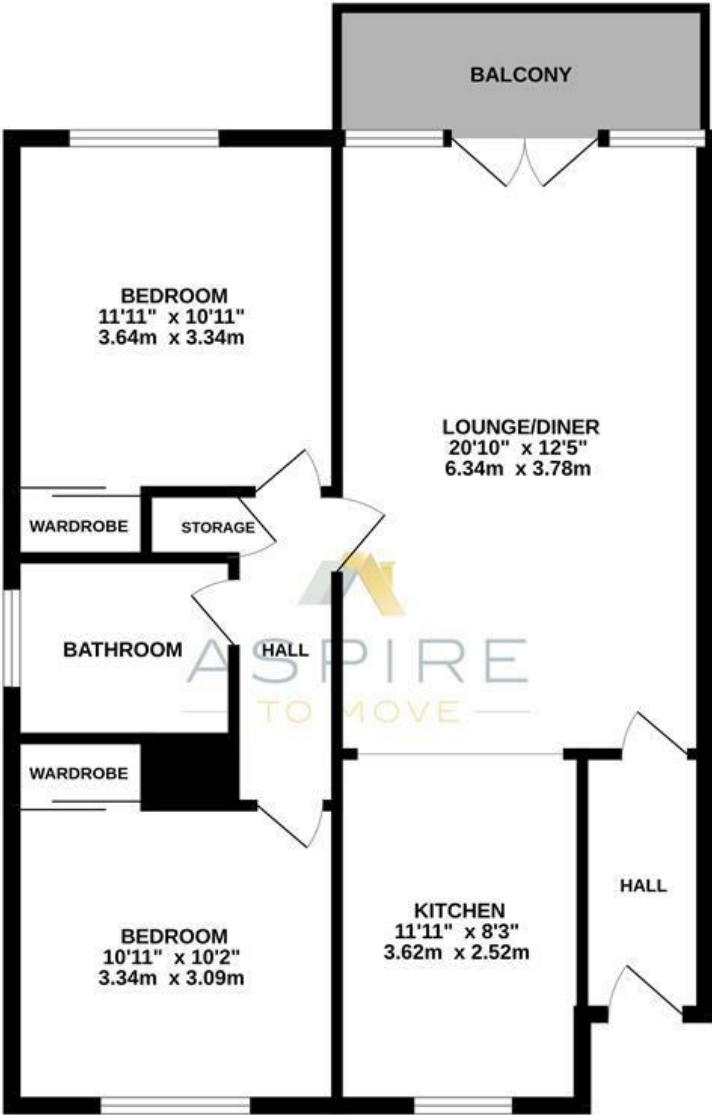 BALCONY
BEDROOM
11'11" x 10'11"
3.64m x 3.34m
LOUNGE/DINER
20'10" x 12'5"
6.34m x 3.78m
WARDROBE
STORAGE
BATHROOM
HALL
ASPIRE
TO MOVE
WARDROBE
HALL
KITCHEN
11'11" x 8'3"
3.62m x 2.52m
BEDROOM
10'11" x 10'2"
3.34m x 3.09m